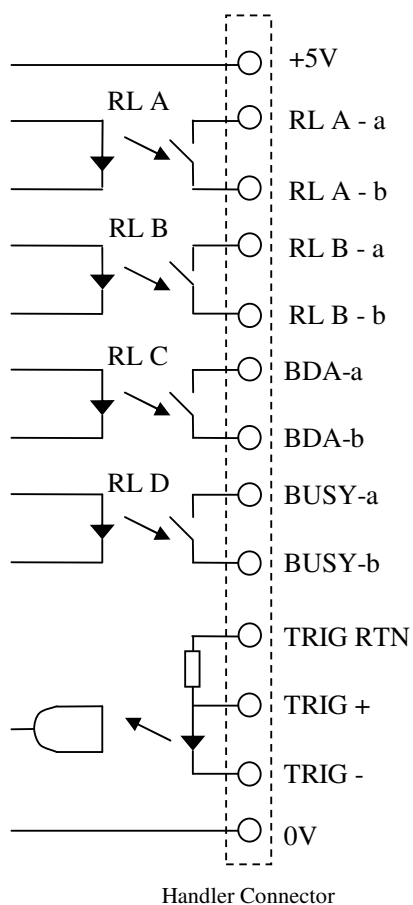 +5V
RL A
RL A - a
RL A - b
RL B
RL B - a
RL B - b
RL C
BDA-a
BDA-b
RL D
BUSY-a
BUSY-b
TRIG RTN
TRIG +
TRIG -
0V
Handler Connector